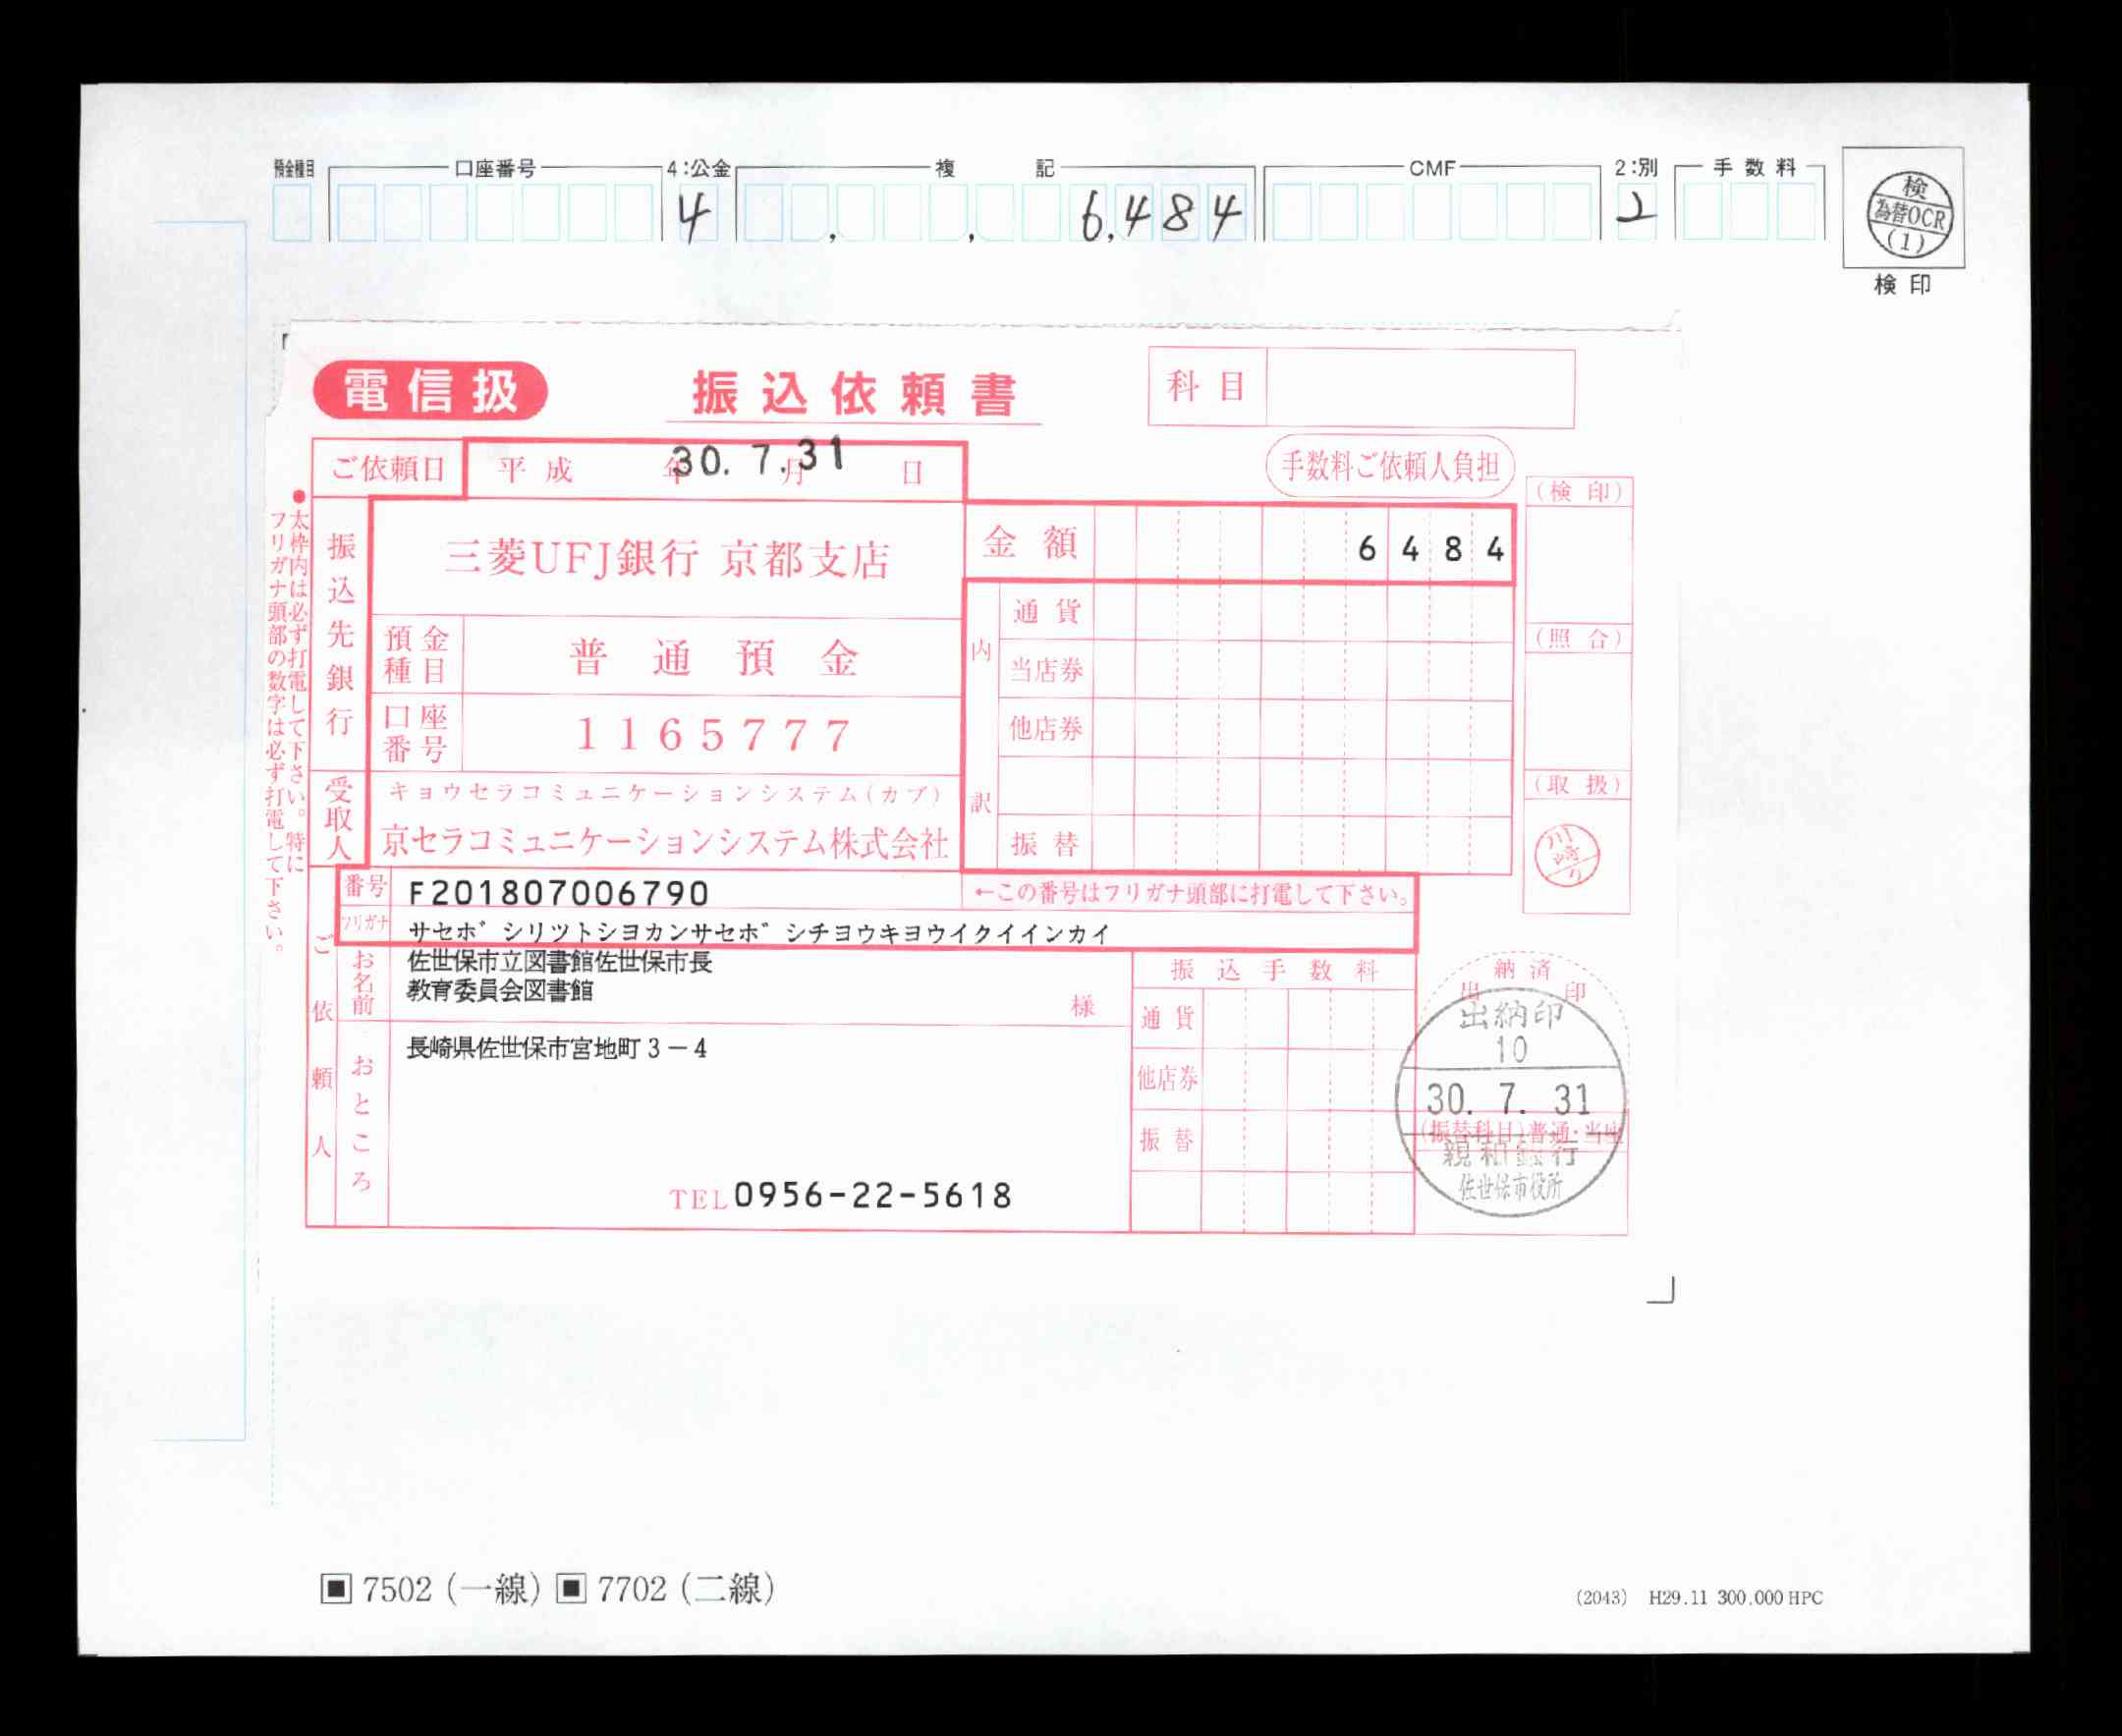 預金種目 口座番号 4:公金 複 記 CMF 2:別 手数料
4 6,484 2
検
為替OCR
(1)
検印
電信扱 振込依頼書 科目
ご依頼日 平成 年 月 日 30.7.31
手数料ご依頼人負担
●太枠内は必ず打電して下さい。特に
フリガナ頭部の数字は必ず打電して下さい。
振込先銀行 三菱UFJ銀行 京都支店
預金種目 普通預金
口座番号 1165777
受取人 キョウセラコミュニケーションシステム(カブ)
京セラコミュニケーションシステム株式会社
金額 6484
内訳
通貨
当店券
他店券
振替
(検印)
(照合)
(取扱)
川崎
番号 F201807006790 ←この番号はフリガナ頭部に打電して下さい。
フリガナ サセボ シリツトシヨカンサセボ シチヨウキヨウイクイインカイ
ご依頼人
お名前 佐世保市立図書館佐世保市長
教育委員会図書館 様
おところ 長崎県佐世保市宮地町3-4
TEL 0956-22-5618
振込手数料
通貨
他店券
振替
出納済印
出納印
10
30. 7. 31
(振替科目)普通・当座
親和銀行
佐世保市役所
▣ 7502 (一線) ▣ 7702 (二線)
(2043) H29.11 300,000 HPC